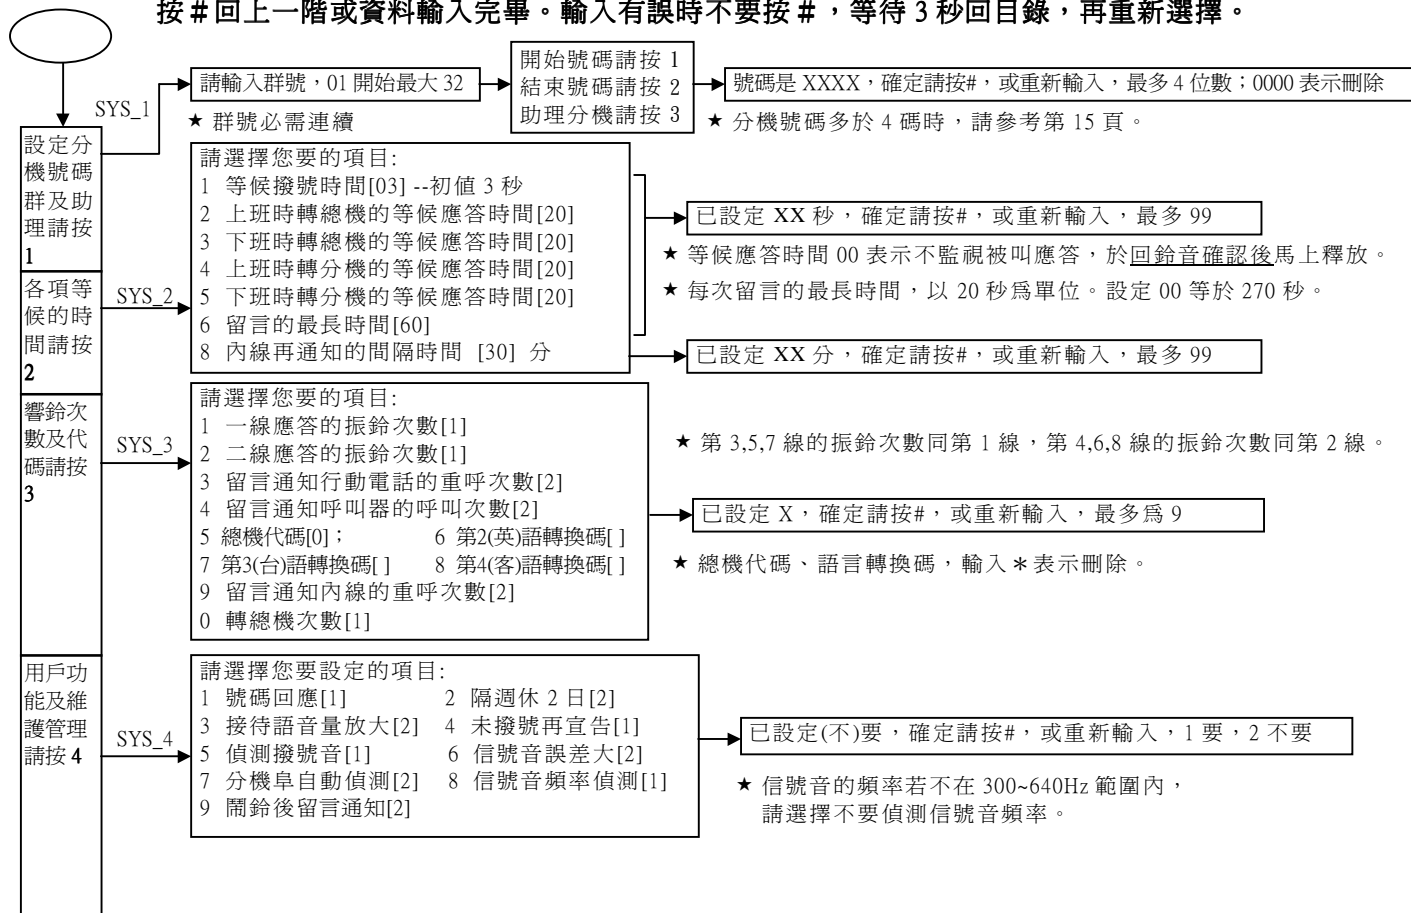 按＃回上一階或資料輸入完畢。輸入有誤時不要按＃，等待 3 秒回目錄，再重新選擇。
SYS_1
請輸入群號，01 開始最大 32
開始號碼請按 1
結束號碼請按 2
助理分機請按 3
號碼是 XXXX，確定請按#，或重新輸入，最多 4 位數；0000 表示刪除
★ 群號必需連續
★ 分機號碼多於 4 碼時，請參考第 15 頁。
設定分
機號碼
群及助
理請按
1
各項等
候的時
間請按
2
SYS_2
請選擇您要的項目:
1 等候撥號時間[03] --初值 3 秒
2 上班時轉總機的等候應答時間[20]
3 下班時轉總機的等候應答時間[20]
4 上班時轉分機的等候應答時間[20]
5 下班時轉分機的等候應答時間[20]
6 留言的最長時間[60]
8 內線再通知的間隔時間 [30] 分
已設定 XX 秒，確定請按#，或重新輸入，最多 99
★ 等候應答時間 00 表示不監視被叫應答，於回鈴音確認後馬上釋放。
★ 每次留言的最長時間，以 20 秒為單位。設定 00 等於 270 秒。
已設定 XX 分，確定請按#，或重新輸入，最多 99
響鈴次
數及代
碼請按
3
SYS_3
請選擇您要的項目:
1 一線應答的振鈴次數[1]
2 二線應答的振鈴次數[1]
3 留言通知行動電話的重呼次數[2]
4 留言通知呼叫器的呼叫次數[2]
5 總機代碼[0]； 6 第2(英)語轉換碼[ ]
7 第3(台)語轉換碼[ ] 8 第4(客)語轉換碼[ ]
9 留言通知內線的重呼次數[2]
0 轉總機次數[1]
★ 第 3,5,7 線的振鈴次數同第 1 線，第 4,6,8 線的振鈴次數同第 2 線。
已設定 X，確定請按#，或重新輸入，最多為 9
★ 總機代碼、語言轉換碼，輸入＊表示刪除。
用戶功
能及維
護管理
請按 4
SYS_4
請選擇您要設定的項目:
1 號碼回應[1] 2 隔週休 2 日[2]
3 接待語音量放大[2] 4 未撥號再宣告[1]
5 偵測撥號音[1] 6 信號音誤差大[2]
7 分機阜自動偵測[2] 8 信號音頻率偵測[1]
9 鬧鈴後留言通知[2]
已設定(不)要，確定請按#，或重新輸入，1 要，2 不要
★ 信號音的頻率若不在 300~640Hz 範圍內，
請選擇不要偵測信號音頻率。